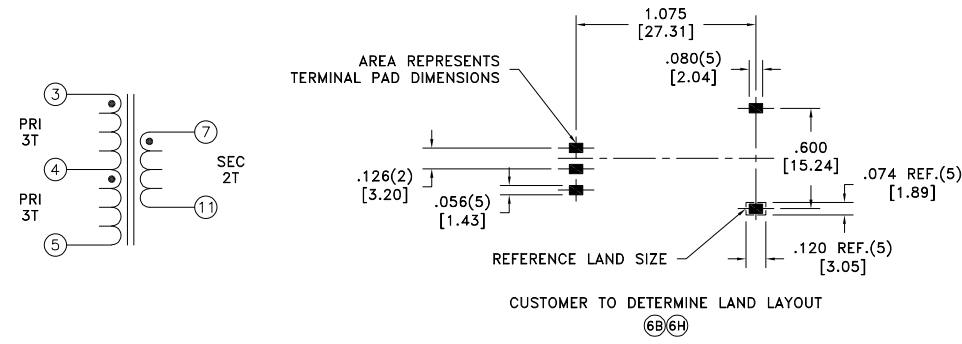 3
PRI
3T
4
PRI
3T
5
7
SEC
2T
11
1.075
[27.31]
AREA REPRESENTS
TERMINAL PAD DIMENSIONS
.080(5)
[2.04]
.126(2)
[3.20]
.056(5)
[1.43]
.600
[15.24]
.074 REF.(5)
[1.89]
REFERENCE LAND SIZE
.120 REF.(5)
[3.05]
CUSTOMER TO DETERMINE LAND LAYOUT
6B 6H